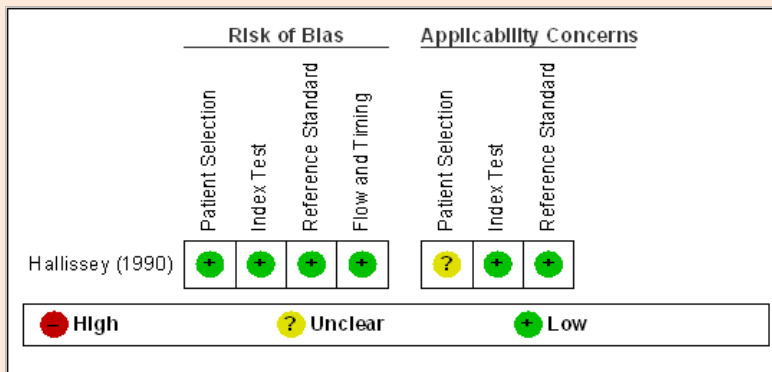 Risk of Bias Applicability Concerns
Patient Selection
Index Test
Reference Standard
Flow and Timing
Patient Selection
Index Test
Reference Standard
Hallissey (1990) + + + + ? + +
– High ? Unclear + Low